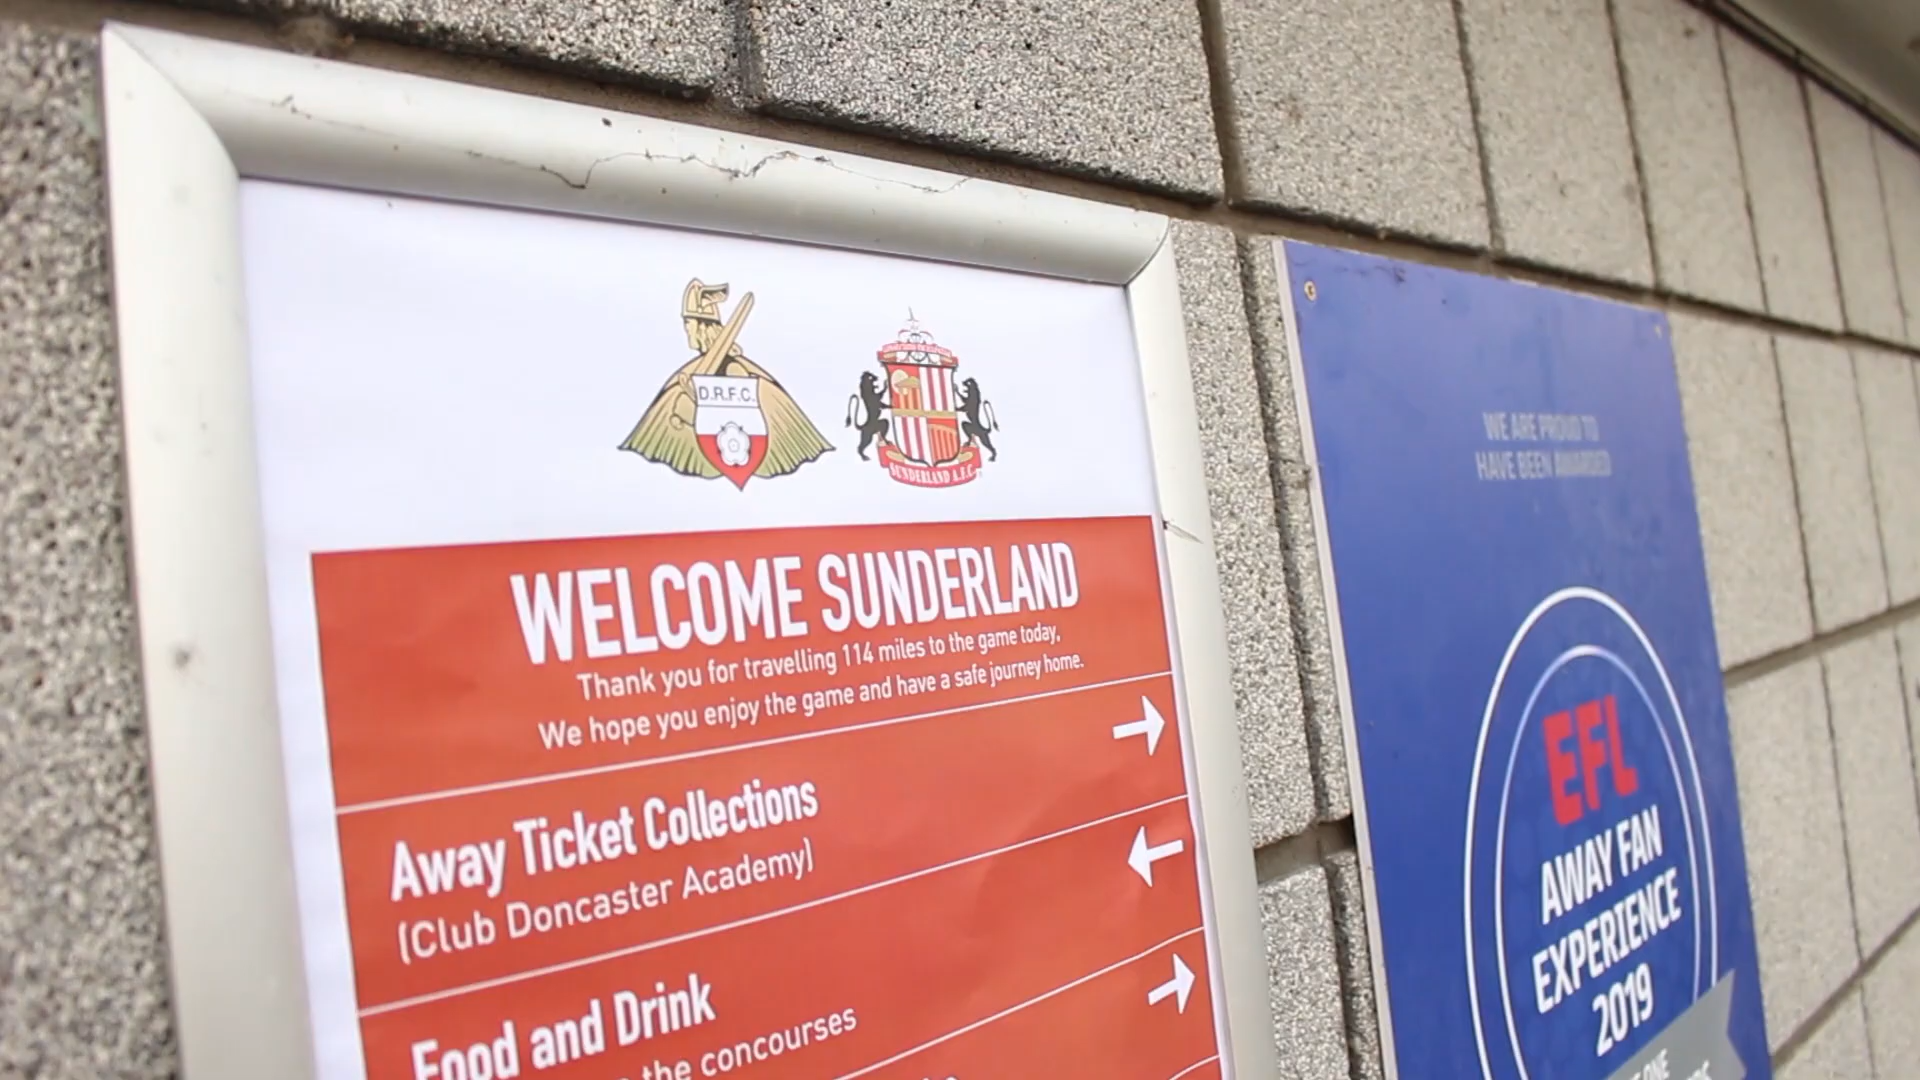 D.R.F.C.
SUNDERLAND A.F.C.
WELCOME SUNDERLAND
Thank you for travelling 114 miles to the game today,
We hope you enjoy the game and have a safe journey home.
Away Ticket Collections
(Club Doncaster Academy)
Food and Drink
the concourses
WE ARE PROUD TO
HAVE BEEN AWARDED
EFL
AWAY FAN
EXPERIENCE
2019